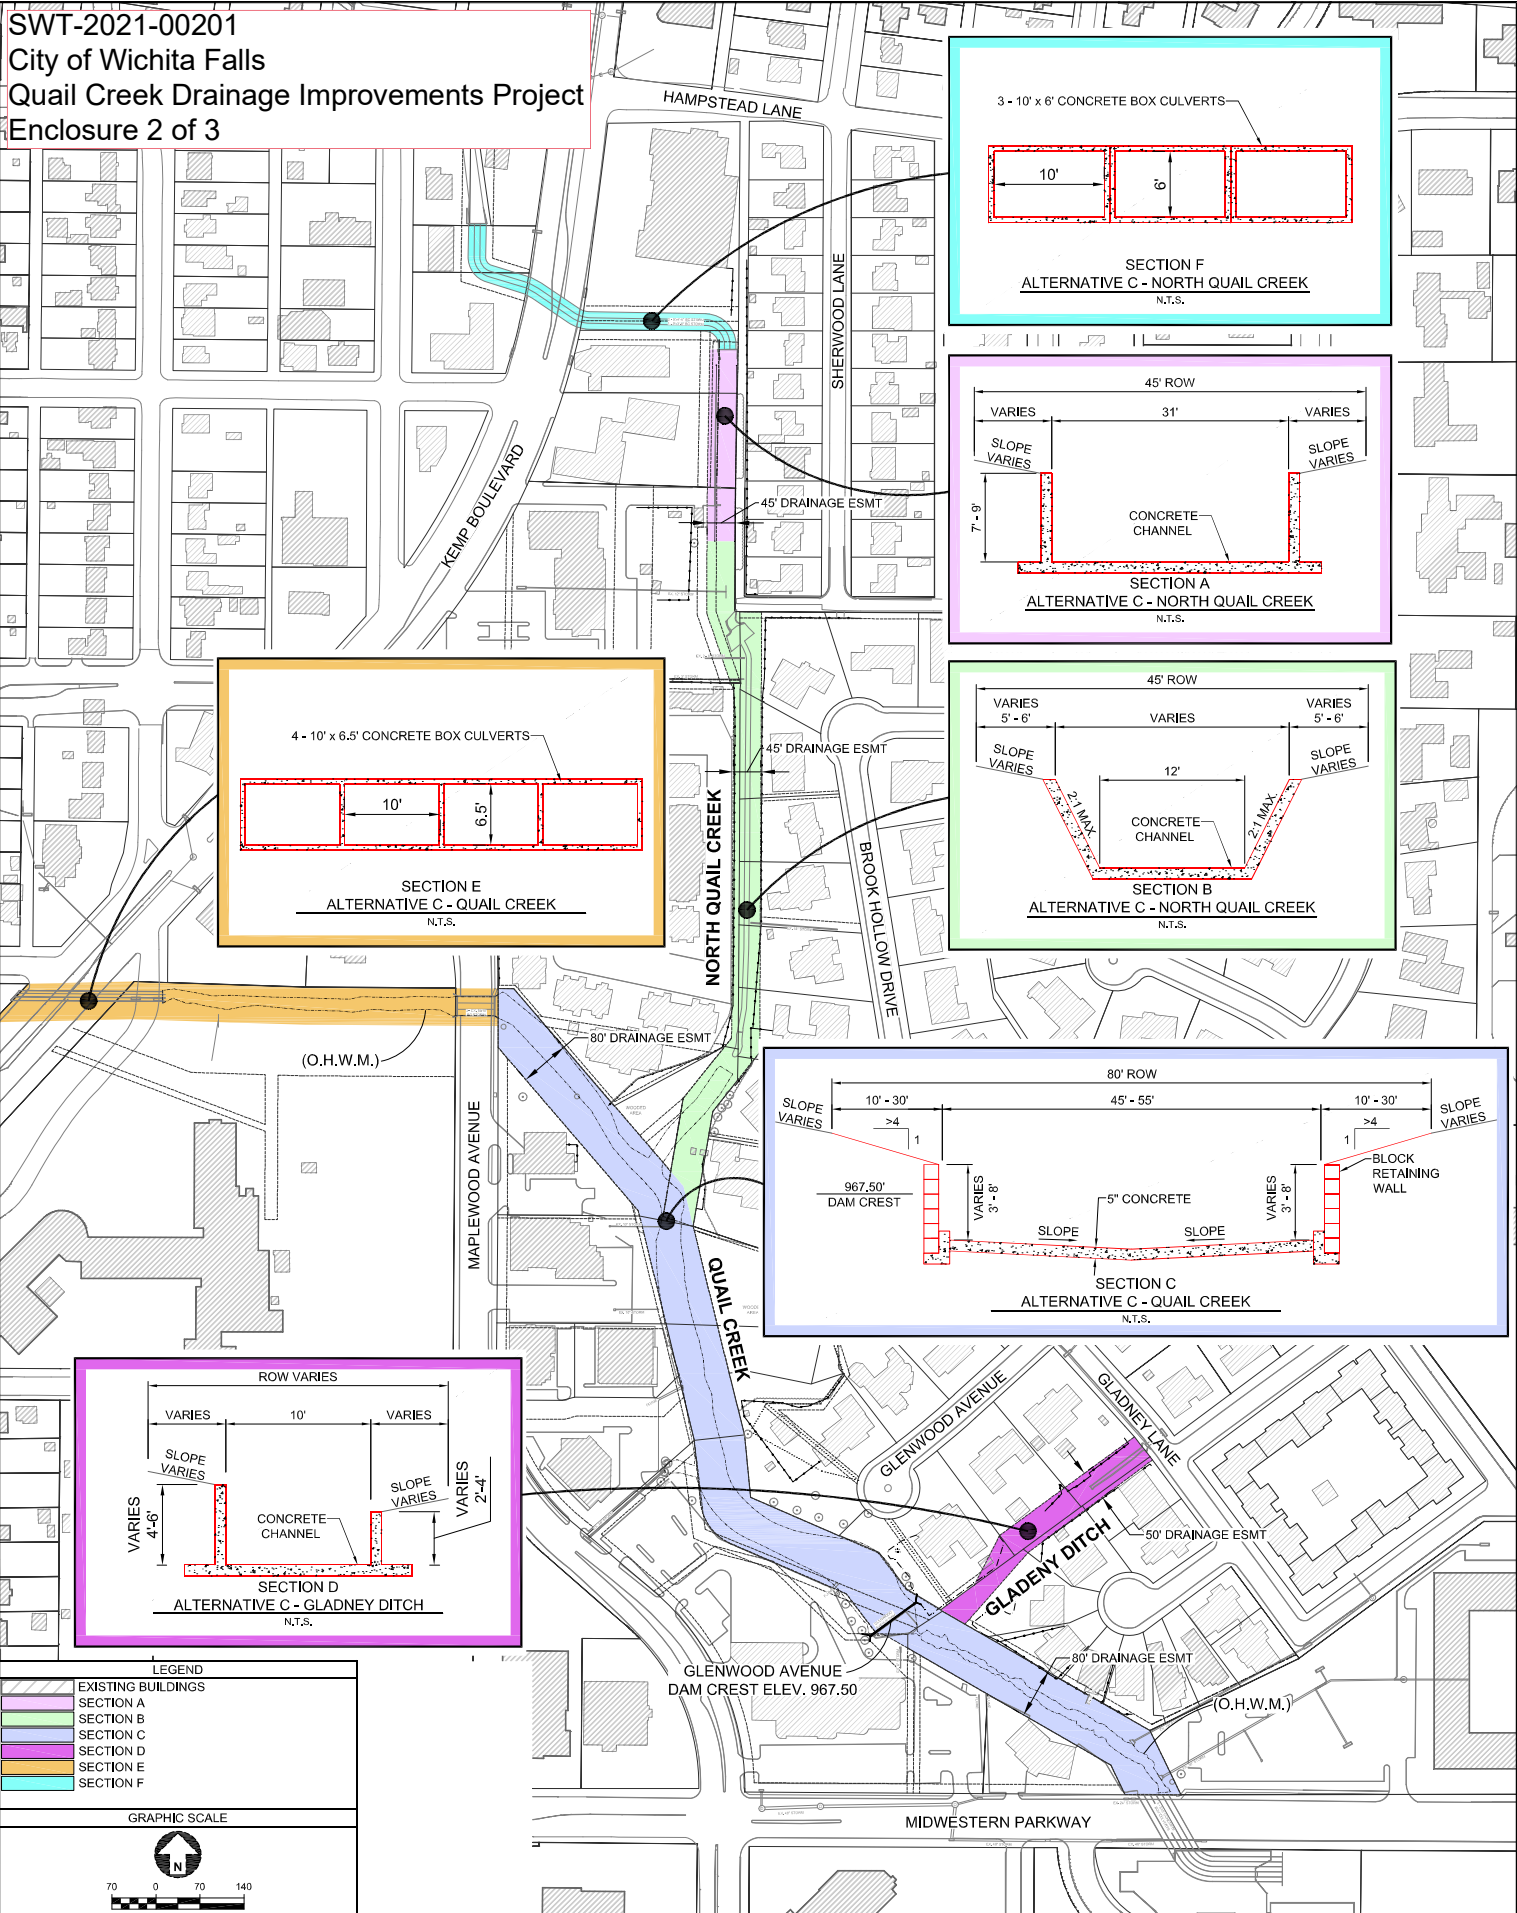 SWT-2021-00201
City of Wichita Falls
Quail Creek Drainage Improvements Project
Enclosure 2 of 3
HAMPSTEAD LANE
SHERWOOD LANE
KEMP BOULEVARD
45' DRAINAGE ESMT
3 - 10' x 6' CONCRETE BOX CULVERTS
10'
6'
SECTION F
ALTERNATIVE C - NORTH QUAIL CREEK
N.T.S.
45' ROW
VARIES
31'
VARIES
SLOPE
VARIES
SLOPE
VARIES
7' - 9'
CONCRETE
CHANNEL
SECTION A
ALTERNATIVE C - NORTH QUAIL CREEK
N.T.S.
45' ROW
VARIES
5' - 6'
VARIES
VARIES
5' - 6'
SLOPE
VARIES
SLOPE
VARIES
12'
2:1 MAX.
2:1 MAX.
CONCRETE
CHANNEL
SECTION B
ALTERNATIVE C - NORTH QUAIL CREEK
N.T.S.
4 - 10' x 6.5' CONCRETE BOX CULVERTS
10'
6.5'
SECTION E
ALTERNATIVE C - QUAIL CREEK
N.T.S.
45' DRAINAGE ESMT
NORTH QUAIL CREEK
BROOK HOLLOW DRIVE
(O.H.W.M.)
80' DRAINAGE ESMT
WOODED
AREA
MAPLEWOOD AVENUE
QUAIL CREEK
80' ROW
10' - 30'
45' - 55'
10' - 30'
SLOPE
VARIES
SLOPE
VARIES
>4
1
>4
1
967.50'
DAM CREST
VARIES
3' - 8'
VARIES
3' - 8'
5" CONCRETE
SLOPE
SLOPE
BLOCK
RETAINING
WALL
SECTION C
ALTERNATIVE C - QUAIL CREEK
N.T.S.
ROW VARIES
VARIES
10'
VARIES
SLOPE
VARIES
SLOPE
VARIES
VARIES
4'-6'
VARIES
2'-4'
CONCRETE
CHANNEL
SECTION D
ALTERNATIVE C - GLADNEY DITCH
N.T.S.
GLENWOOD AVENUE
GLADNEY LANE
50' DRAINAGE ESMT
GLADENY DITCH
GLENWOOD AVENUE
DAM CREST ELEV. 967.50
80' DRAINAGE ESMT
(O.H.W.M.)
MIDWESTERN PARKWAY
LEGEND
EXISTING BUILDINGS
SECTION A
SECTION B
SECTION C
SECTION D
SECTION E
SECTION F
GRAPHIC SCALE
N
70 0 70 140